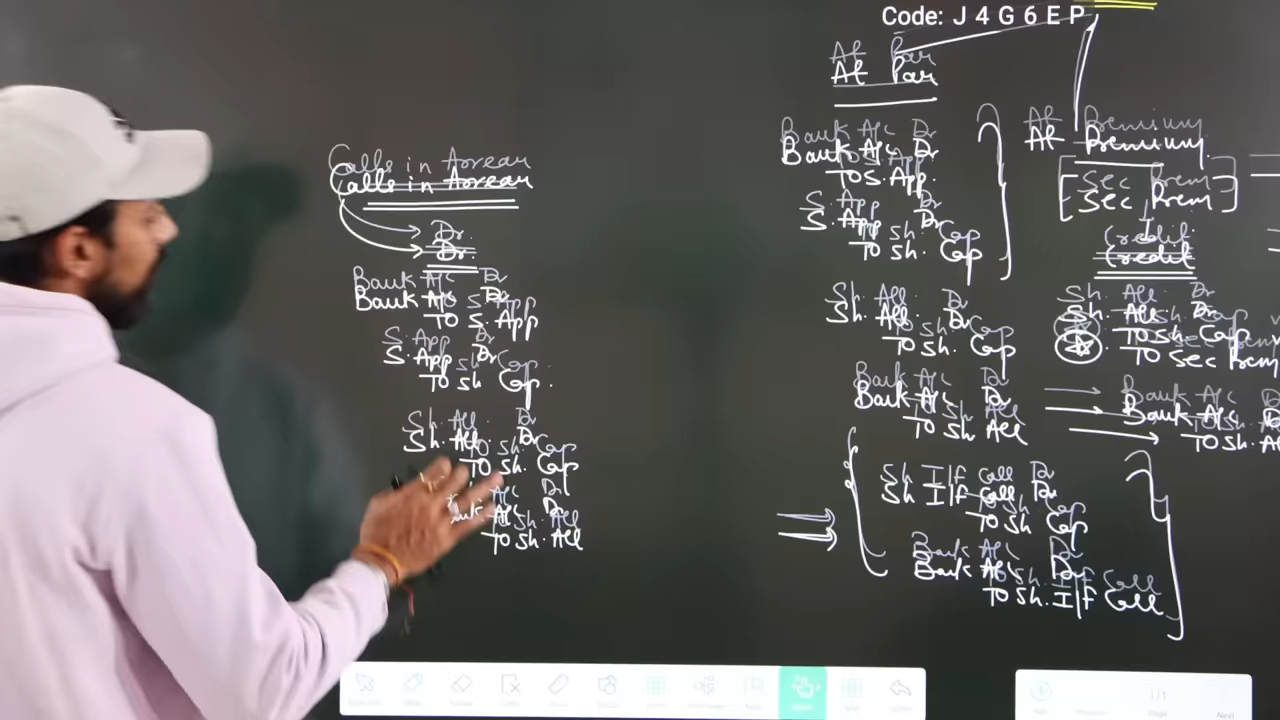 Code: J 4 G 6 E P
Calls in Arrear
Dr.
Bank A/c Dr
TO S. App
S. App Dr
TO Sh Cap.
Sh. All Dr
TO Sh. Cap
A/c Dr
TO Sh. All
At Par
Bank A/c Dr
TO S. App.
S. App Dr
TO Sh. Cap
Sh. All. Dr
TO Sh. Cap
Bank A/c Dr
TO Sh All
Sh I/f Call Dr
TO Sh Cap
Bank A/c Dr
TO Sh. I/f Call
At Premium
[Sec Prem]
Credit
Sh. All Dr
TO Sh. Cap
TO Sec Prem
Bank A/c D
TO Sh. A
Next